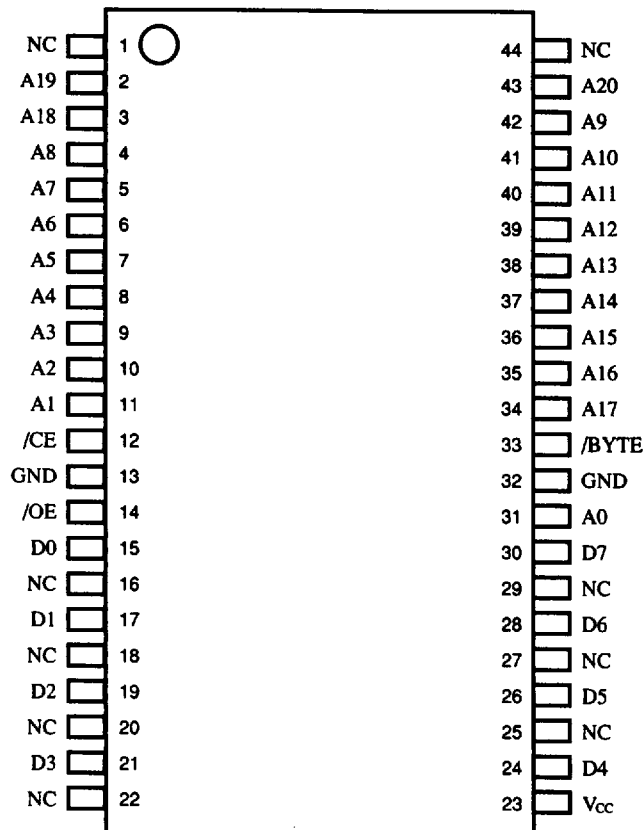 NC 1 44 NC
A19 2 43 A20
A18 3 42 A9
A8 4 41 A10
A7 5 40 A11
A6 6 39 A12
A5 7 38 A13
A4 8 37 A14
A3 9 36 A15
A2 10 35 A16
A1 11 34 A17
/CE 12 33 /BYTE
GND 13 32 GND
/OE 14 31 A0
D0 15 30 D7
NC 16 29 NC
D1 17 28 D6
NC 18 27 NC
D2 19 26 D5
NC 20 25 NC
D3 21 24 D4
NC 22 23 Vcc